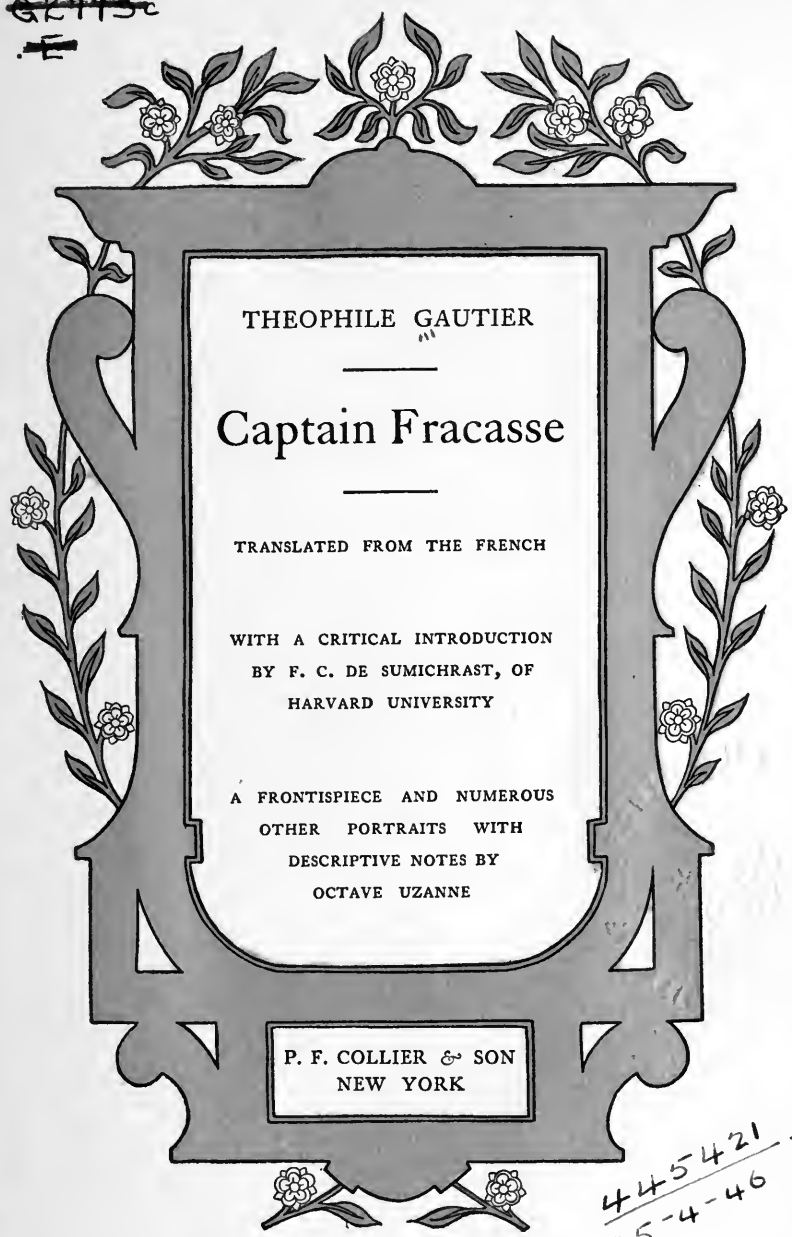 THEOPHILE GAUTIER
Captain Fracasse
TRANSLATED FROM THE FRENCH
WITH A CRITICAL INTRODUCTION
BY F. C. DE SUMICHRAST, OF
HARVARD UNIVERSITY
A FRONTISPIECE AND NUMEROUS
OTHER PORTRAITS WITH
DESCRIPTIVE NOTES BY
OCTAVE UZANNE
P. F. COLLIER & SON
NEW YORK
445421
5-4-46